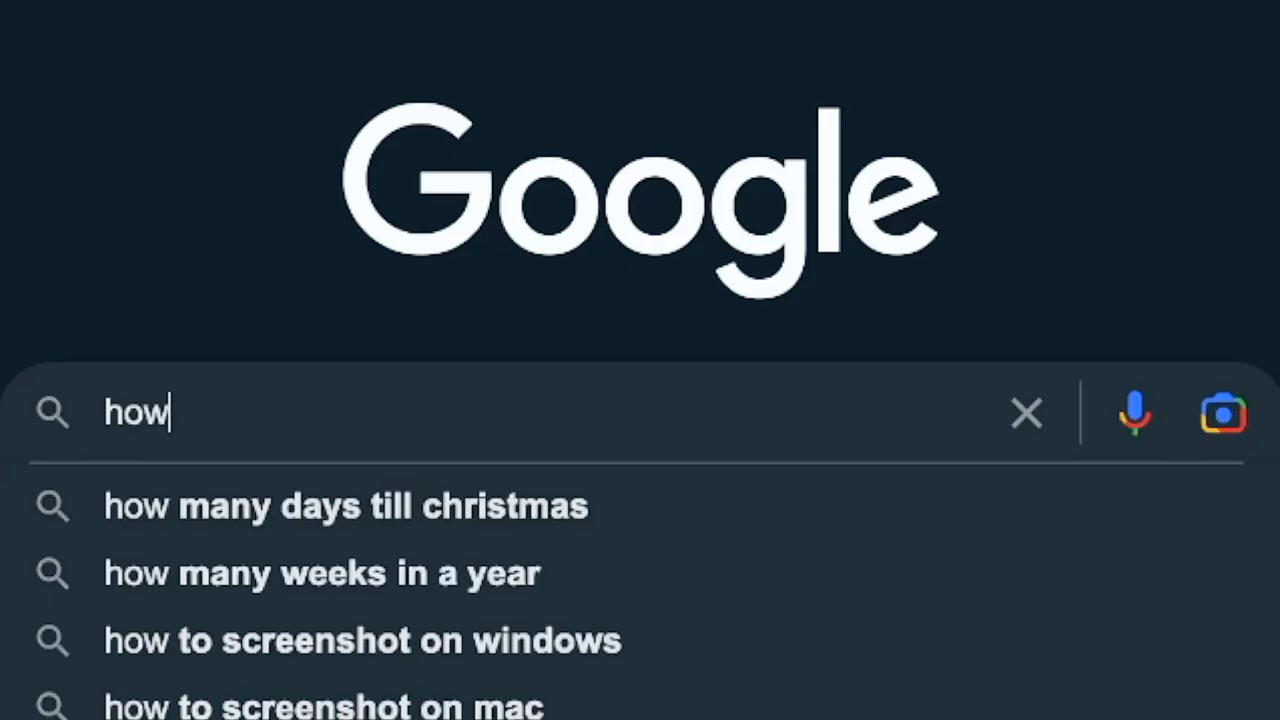 Google
how
how many days till christmas
how many weeks in a year
how to screenshot on windows
how to screenshot on mac